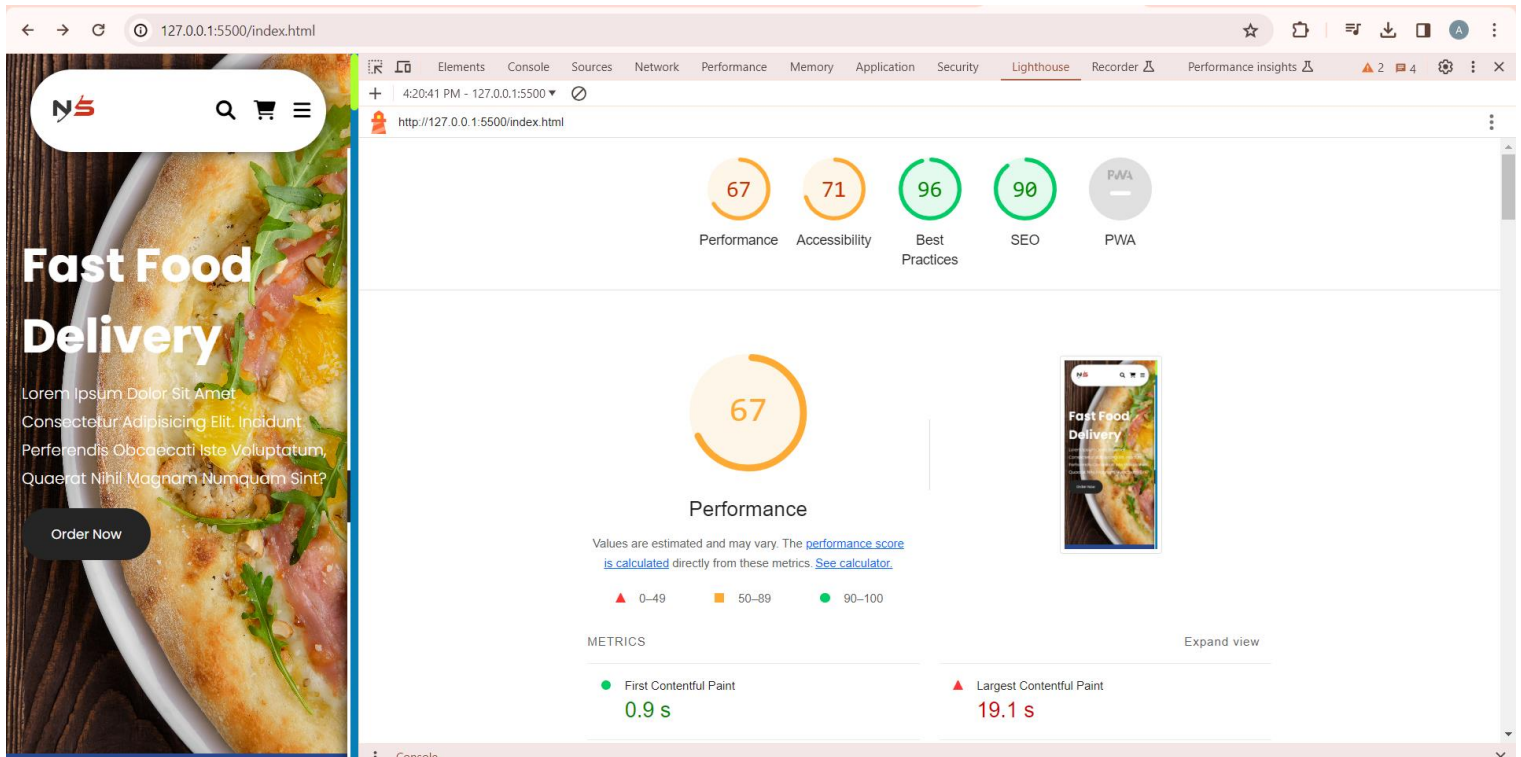 127.0.0.1:5500/index.html
A
Elements Console Sources Network Performance Memory Application Security Lighthouse Recorder Performance insights 2 4
4:20:41 PM - 127.0.0.1:5500
http://127.0.0.1:5500/index.html
NS
Fast Food
Delivery
Lorem Ipsum Dolor Sit Amet
Consectetur Adipisicing Elit. Incidunt
Perferendis Obcaecati Iste Voluptatum,
Quaerat Nihil Magnam Numquam Sint?
Order Now
67 71 96 90 PWA
Performance Accessibility Best Practices SEO PWA
67
Performance
Values are estimated and may vary. The performance score
is calculated directly from these metrics. See calculator.
0–49 50–89 90–100
Fast Food
Delivery
METRICS Expand view
First Contentful Paint
0.9 s
Largest Contentful Paint
19.1 s
Console